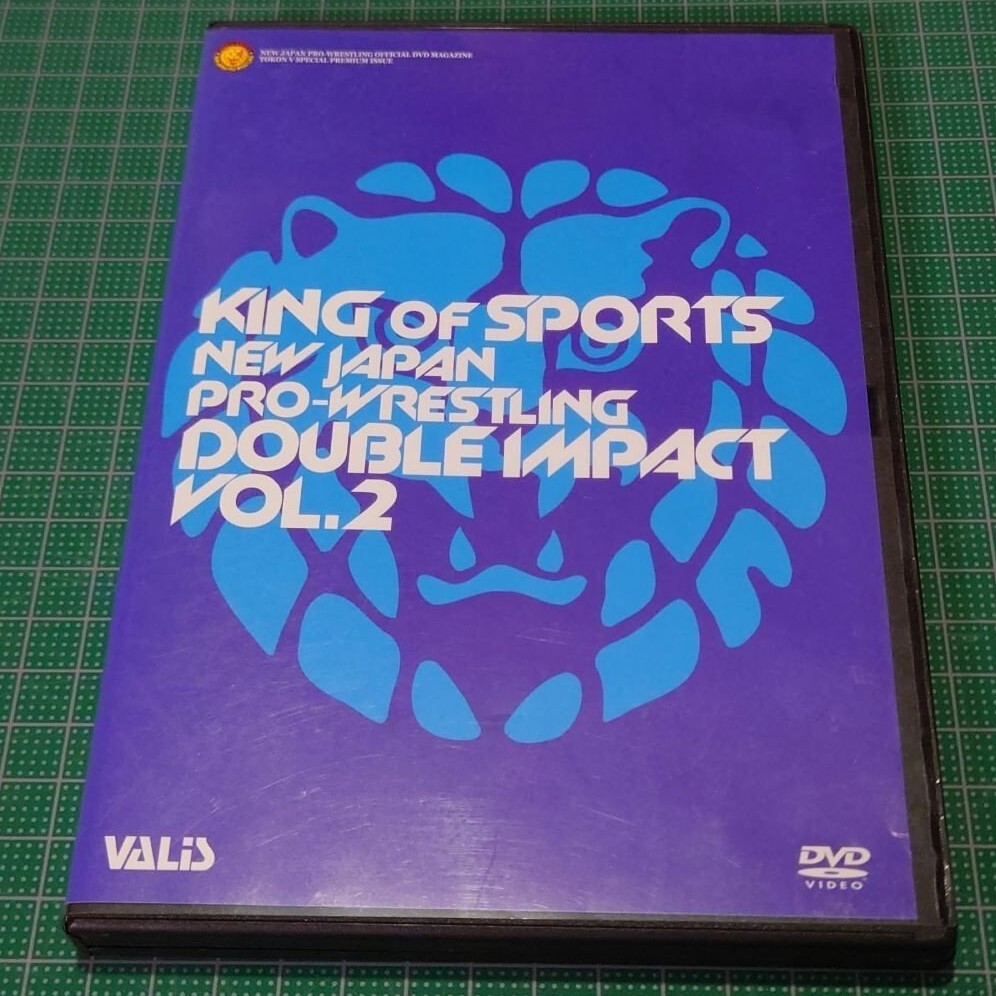 NEW JAPAN PRO-WRESTLING OFFICIAL DVD MAGAZINE
TOKON V SPECIAL PREMIUM ISSUE
KING OF SPORTS
NEW JAPAN
PRO-WRESTLING
DOUBLE IMPACT
VOL.2
VALIS
DVD
VIDEO